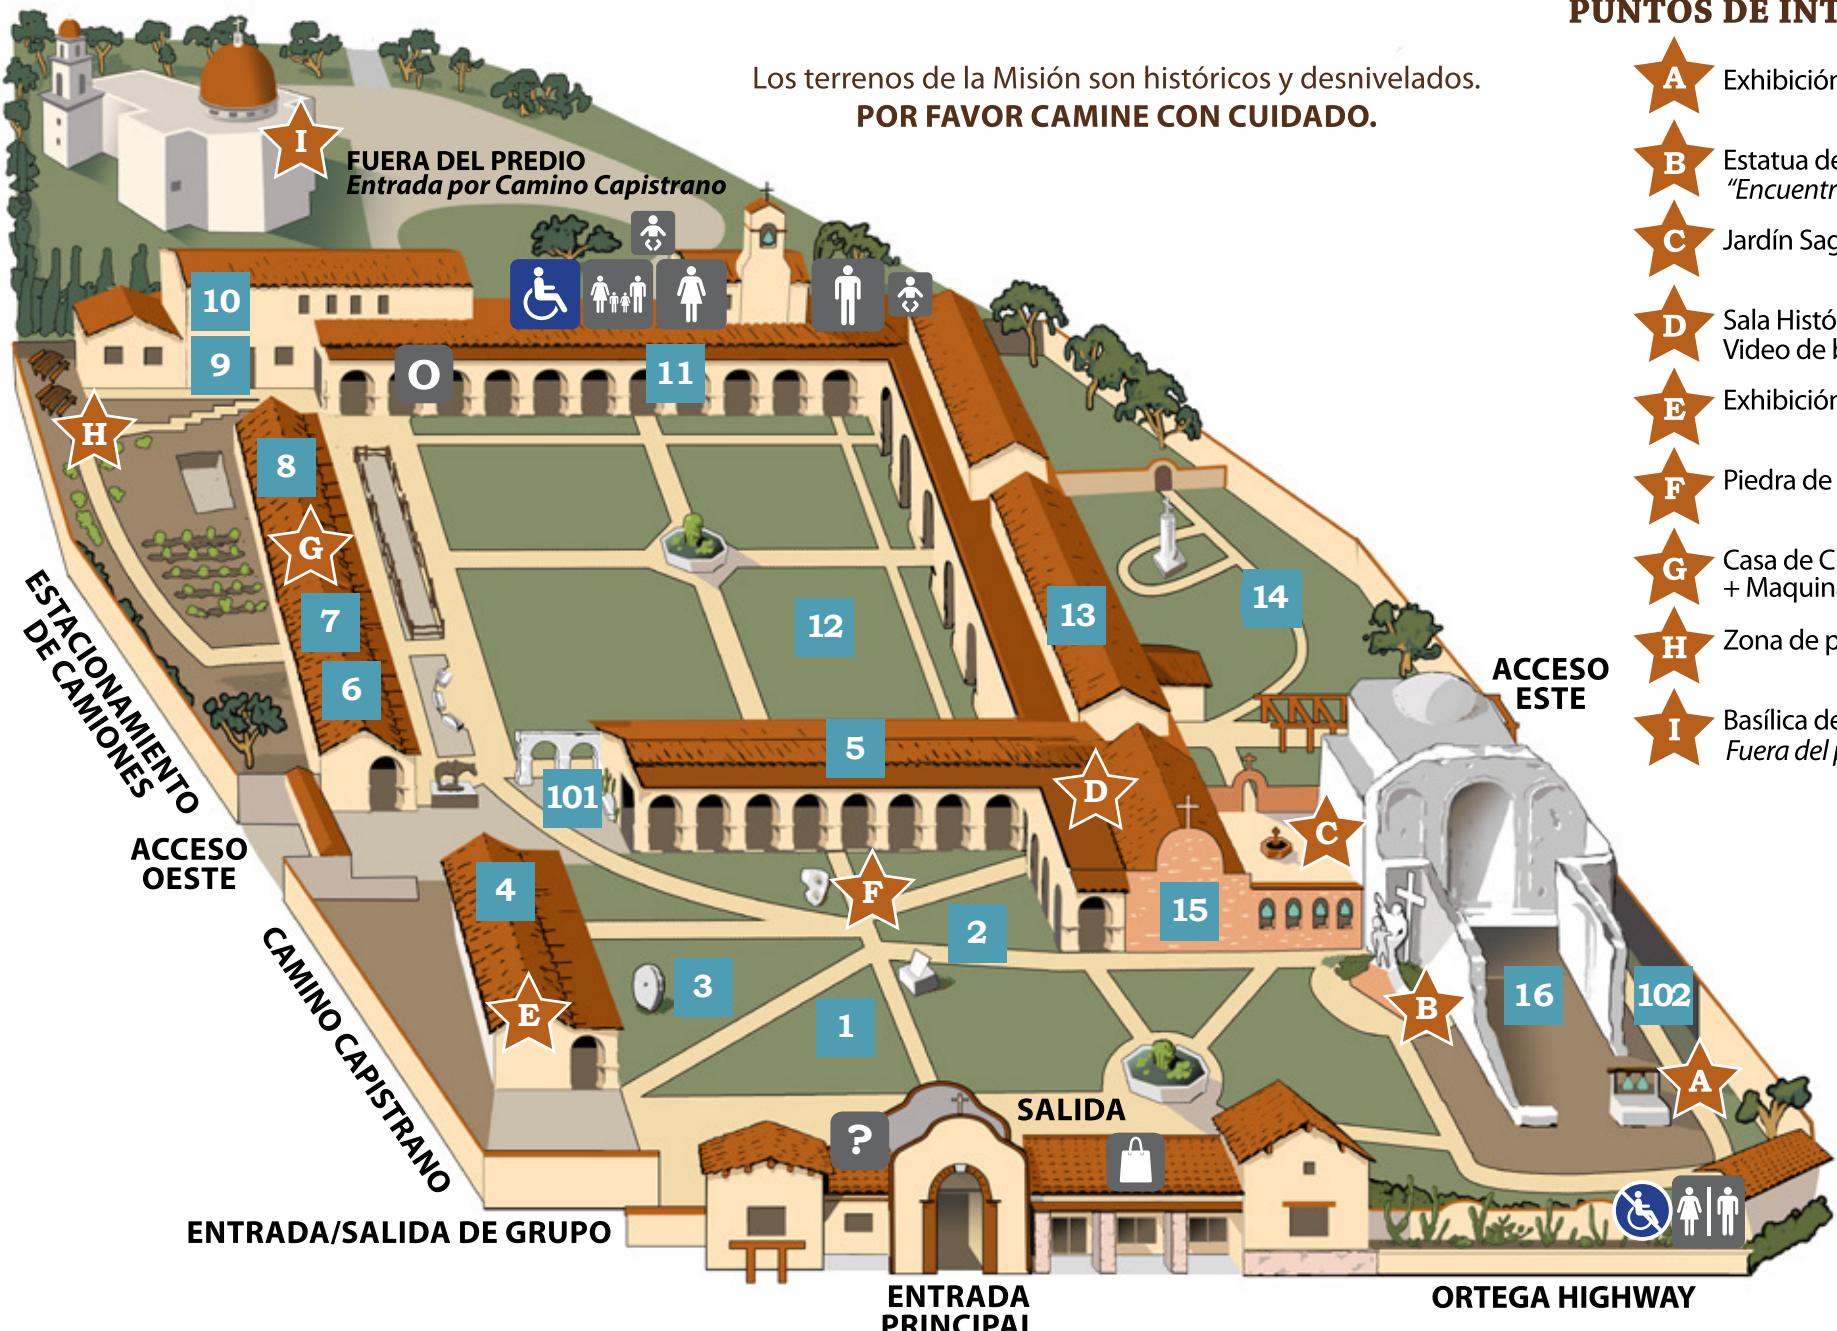 PUNTOS DE INT
A Exhibición
B Estatua de
"Encuentr
C Jardín Sag
D Sala Histó
Video de b
E Exhibición
F Piedra de
G Casa de C
+ Maquina
H Zona de p
I Basílica de
Fuera del p
Los terrenos de la Misión son históricos y desnivelados.
POR FAVOR CAMINE CON CUIDADO.
I
FUERA DEL PREDIO
Entrada por Camino Capistrano
10
9
O
11
H
8
G
7
6
12
13
14
ESTACIONAMIENTO
DE CAMIONES
ACCESO
ESTE
5
101
D
C
ACCESO
OESTE
4
F
2
15
3
E
1
B
16
102
A
CAMINO CAPISTRANO
SALIDA
?
ENTRADA/SALIDA DE GRUPO
ENTRADA
PRINCIPAL
ORTEGA HIGHWAY